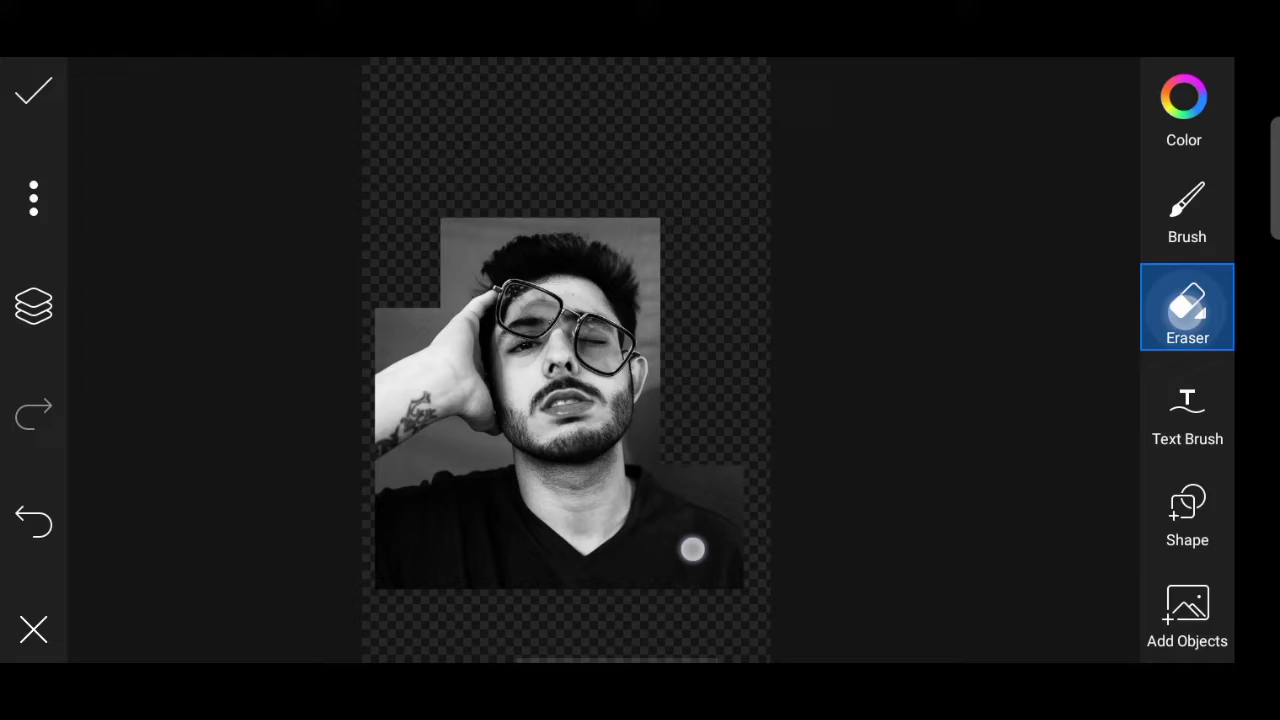 Color
Brush
Eraser
Text Brush
Shape
Add Objects